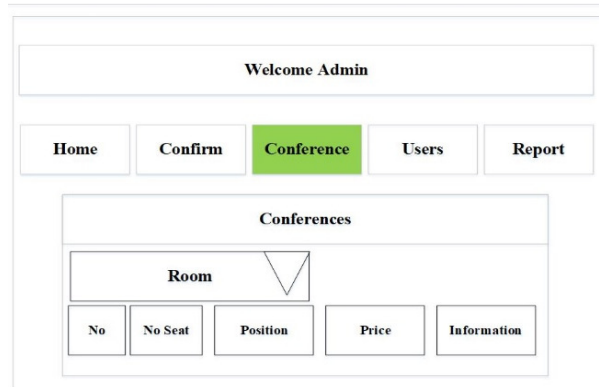 Welcome Admin
Home Confirm Conference Users Report
Conferences
Room
No No Seat Position Price Information